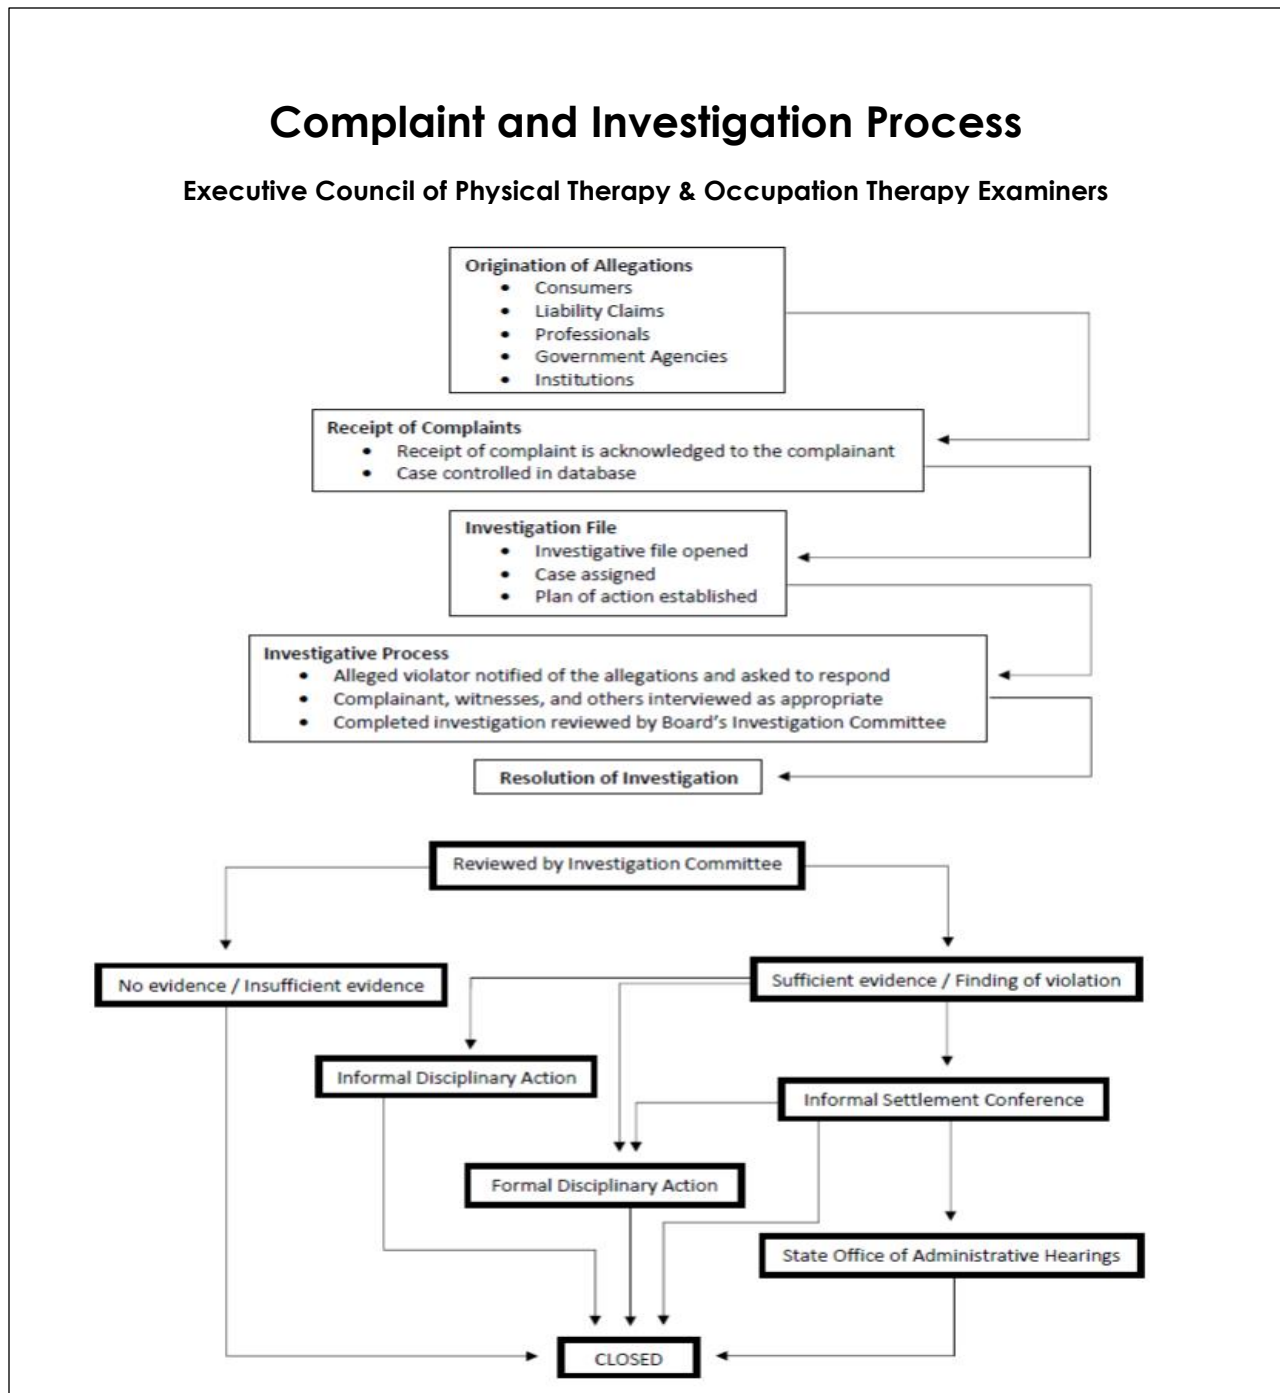 Complaint and Investigation Process
Executive Council of Physical Therapy & Occupation Therapy Examiners
Origination of Allegations
• Consumers
• Liability Claims
• Professionals
• Government Agencies
• Institutions
Receipt of Complaints
• Receipt of complaint is acknowledged to the complainant
• Case controlled in database
Investigation File
• Investigative file opened
• Case assigned
• Plan of action established
Investigative Process
• Alleged violator notified of the allegations and asked to respond
• Complainant, witnesses, and others interviewed as appropriate
• Completed investigation reviewed by Board's Investigation Committee
Resolution of Investigation
Reviewed by Investigation Committee
No evidence / Insufficient evidence
Sufficient evidence / Finding of violation
Informal Disciplinary Action
Informal Settlement Conference
Formal Disciplinary Action
State Office of Administrative Hearings
CLOSED